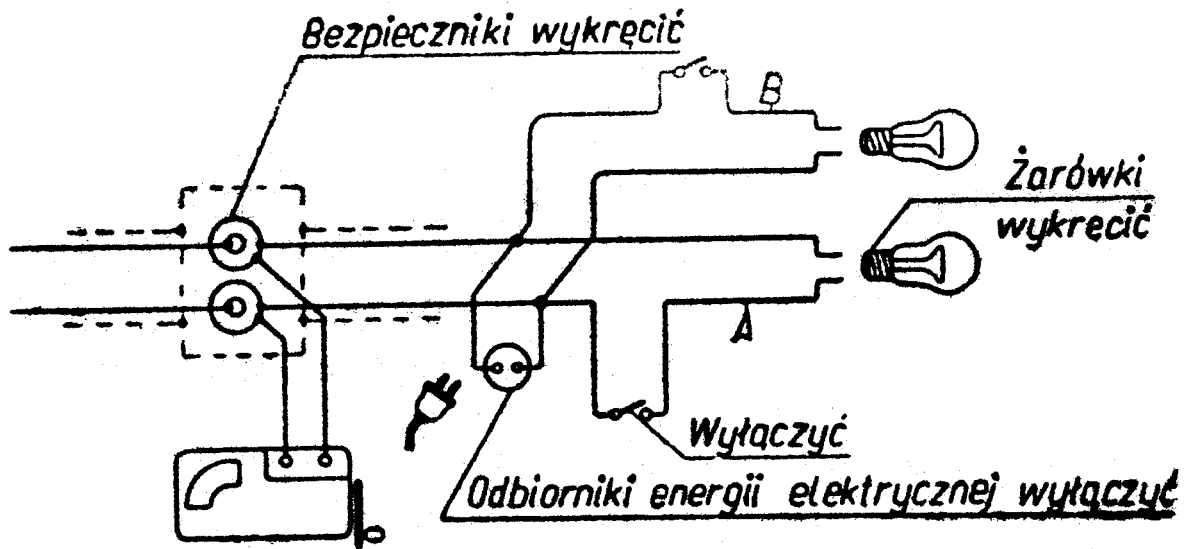 Bezpieczniki wykręcić
B
Żarówki
wykręcić
A
Wyłączyć
Odbiorniki energii elektrycznej wyłączyć